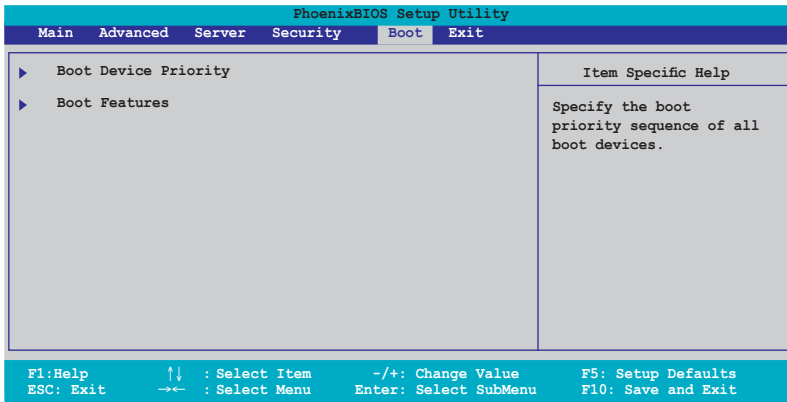 PhoenixBIOS Setup Utility
Main Advanced Server Security Boot Exit
Boot Device Priority
Boot Features
Item Specific Help
Specify the boot
priority sequence of all
boot devices.
F1:Help ↑↓ : Select Item -/+: Change Value F5: Setup Defaults
ESC: Exit →← : Select Menu Enter: Select SubMenu F10: Save and Exit